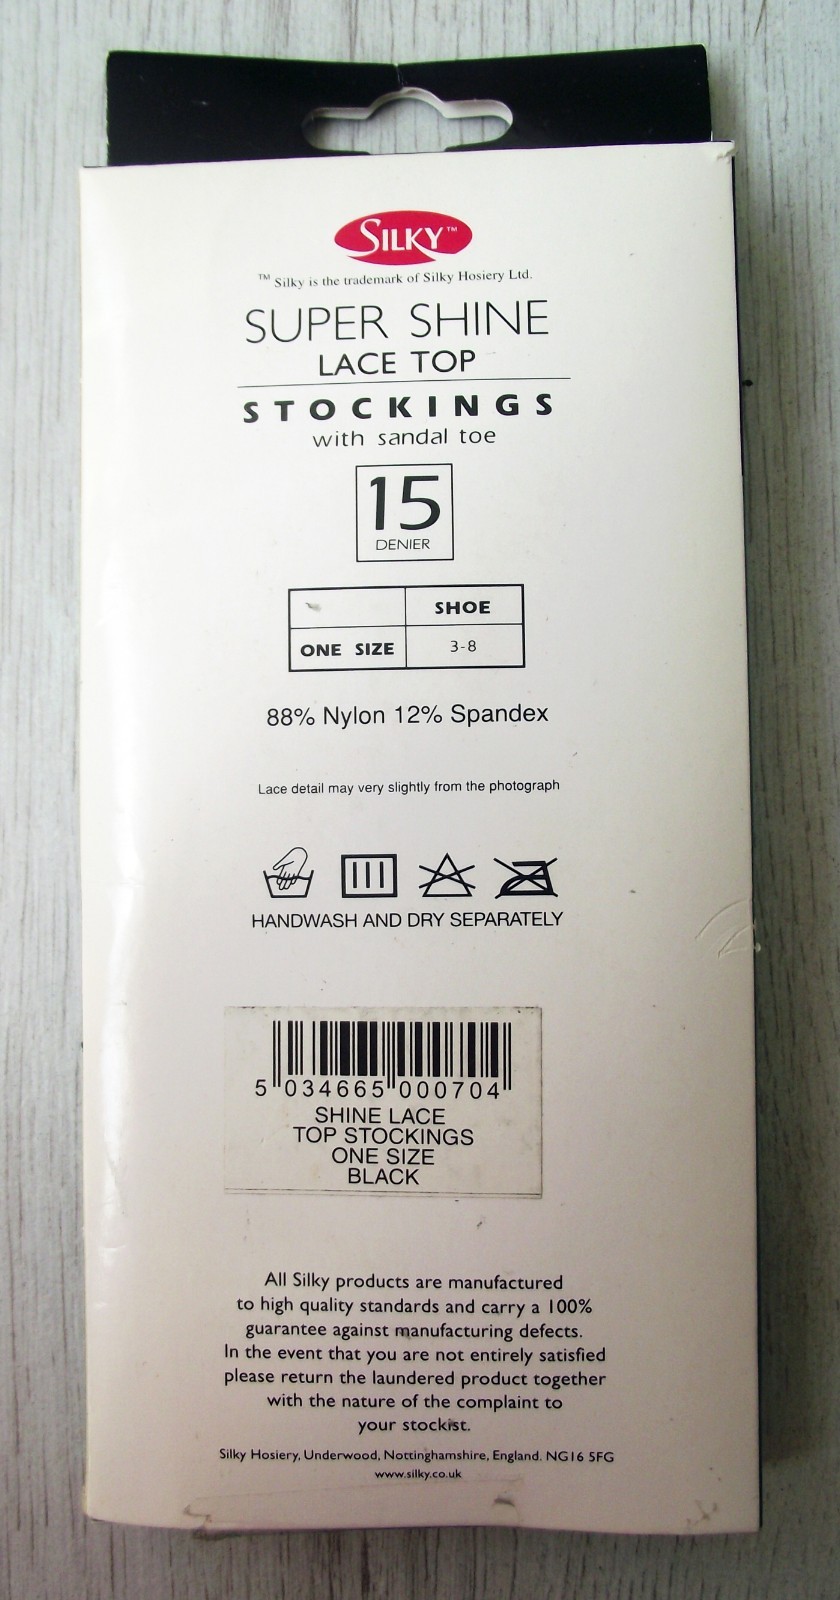 SILKY™
™ Silky is the trademark of Silky Hosiery Ltd.
SUPER SHINE
LACE TOP
STOCKINGS
with sandal toe
15
DENIER
SHOE
ONE SIZE 3-8
88% Nylon 12% Spandex
Lace detail may very slightly from the photograph
HANDWASH AND DRY SEPARATELY
5 034665 000704
SHINE LACE
TOP STOCKINGS
ONE SIZE
BLACK
All Silky products are manufactured
to high quality standards and carry a 100%
guarantee against manufacturing defects.
In the event that you are not entirely satisfied
please return the laundered product together
with the nature of the complaint to
your stockist.
Silky Hosiery, Underwood, Nottinghamshire, England. NG16 5FG
www.silky.co.uk